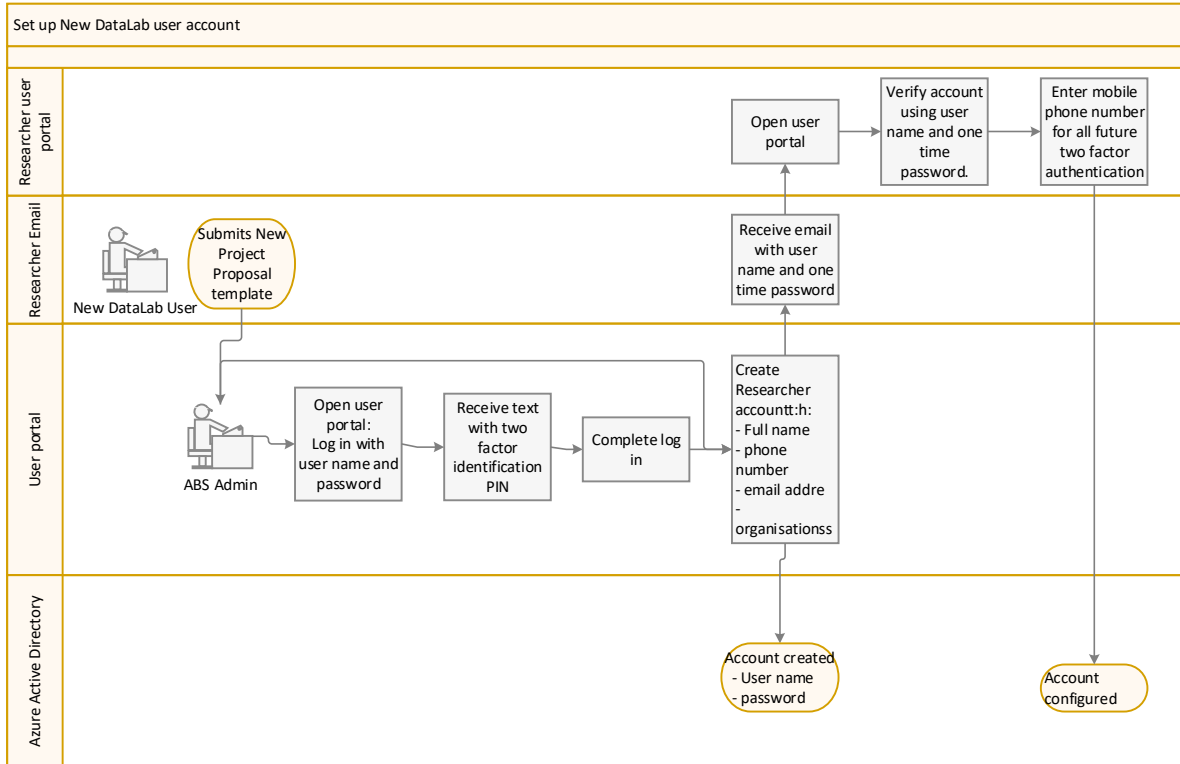 Set up New DataLab user account
Researcher user
portal
Open user
portal
Verify account
using user
name and one
time
password.
Enter mobile
phone number
for all future
two factor
authentication
Researcher Email
New DataLab User
Submits New
Project
Proposal
template
Receive email
with user
name and one
time password
User portal
ABS Admin
Open user
portal:
Log in with
user name and
password
Receive text
with two
factor
identification
PIN
Complete log
in
Create
Researcher
accountt:h:
- Full name
- phone
number
- email addre
-
organisationss
Azure Active Directory
Account created
- User name
- password
Account
configured